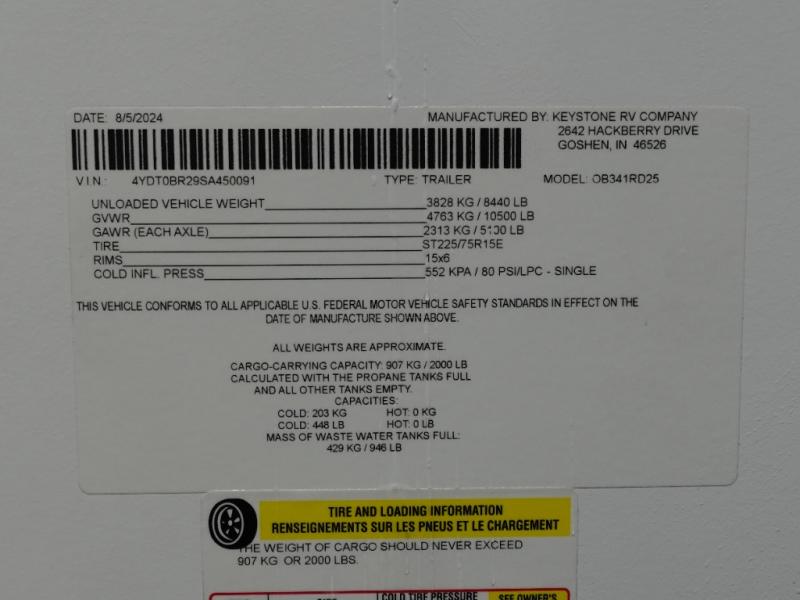 DATE: 8/5/2024
MANUFACTURED BY: KEYSTONE RV COMPANY
2642 HACKBERRY DRIVE
GOSHEN, IN 46526
V I N : 4YDT0BR29SA450091 TYPE: TRAILER MODEL: OB341RD25
UNLOADED VEHICLE WEIGHT 3828 KG / 8440 LB
GVWR 4763 KG / 10500 LB
GAWR (EACH AXLE) 2313 KG / 5100 LB
TIRE ST225/75R15E
RIMS 15x6
COLD INFL. PRESS 552 KPA / 80 PSI/LPC - SINGLE
THIS VEHICLE CONFORMS TO ALL APPLICABLE U.S. FEDERAL MOTOR VEHICLE SAFETY STANDARDS IN EFFECT ON THE
DATE OF MANUFACTURE SHOWN ABOVE.
ALL WEIGHTS ARE APPROXIMATE.
CARGO-CARRYING CAPACITY: 907 KG / 2000 LB
CALCULATED WITH THE PROPANE TANKS FULL
AND ALL OTHER TANKS EMPTY.
CAPACITIES:
COLD: 203 KG HOT: 0 KG
COLD: 448 LB HOT: 0 LB
MASS OF WASTE WATER TANKS FULL:
429 KG / 946 LB
TIRE AND LOADING INFORMATION
RENSEIGNEMENTS SUR LES PNEUS ET LE CHARGEMENT
THE WEIGHT OF CARGO SHOULD NEVER EXCEED
907 KG OR 2000 LBS.
COLD TIRE PRESSURE SEE OWNER'S